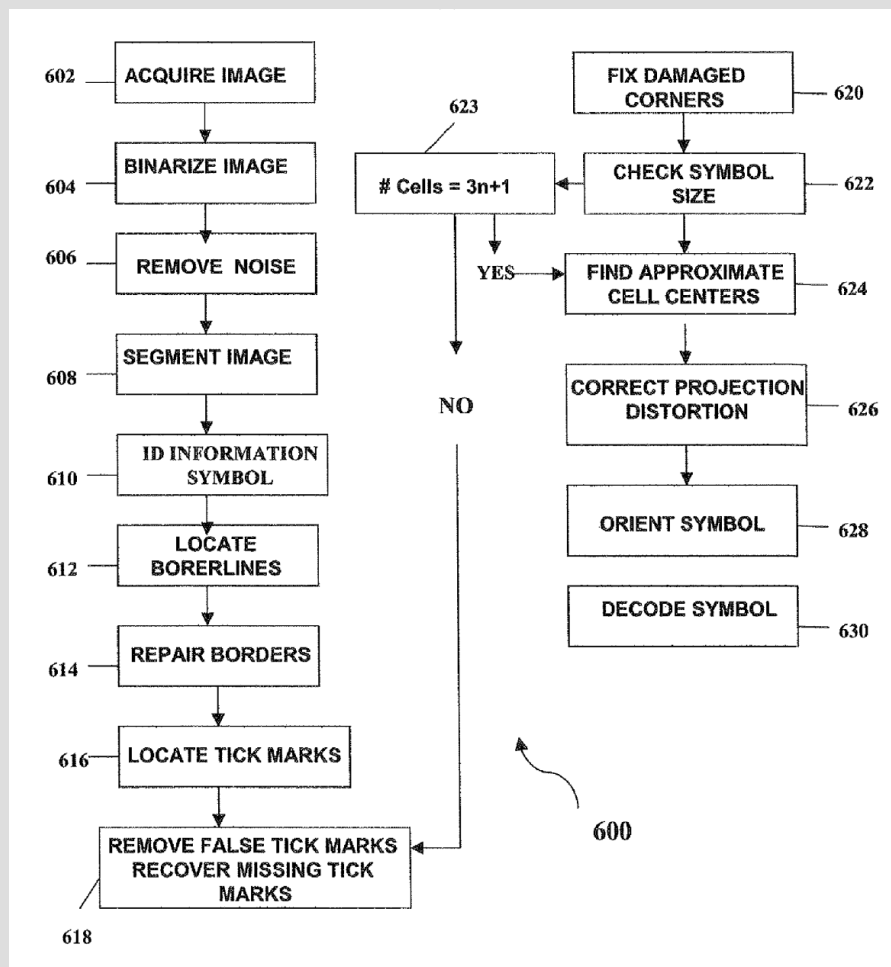 602
ACQUIRE IMAGE
604
BINARIZE IMAGE
606
REMOVE NOISE
608
SEGMENT IMAGE
610
ID INFORMATION
SYMBOL
612
LOCATE
BORERLINES
614
REPAIR BORDERS
616
LOCATE TICK MARKS
REMOVE FALSE TICK MARKS
RECOVER MISSING TICK
MARKS
618
FIX DAMAGED
CORNERS
620
623
# Cells = 3n+1
CHECK SYMBOL
SIZE
622
YES
NO
FIND APPROXIMATE
CELL CENTERS
624
CORRECT PROJECTION
DISTORTION
626
ORIENT SYMBOL
628
DECODE SYMBOL
630
600